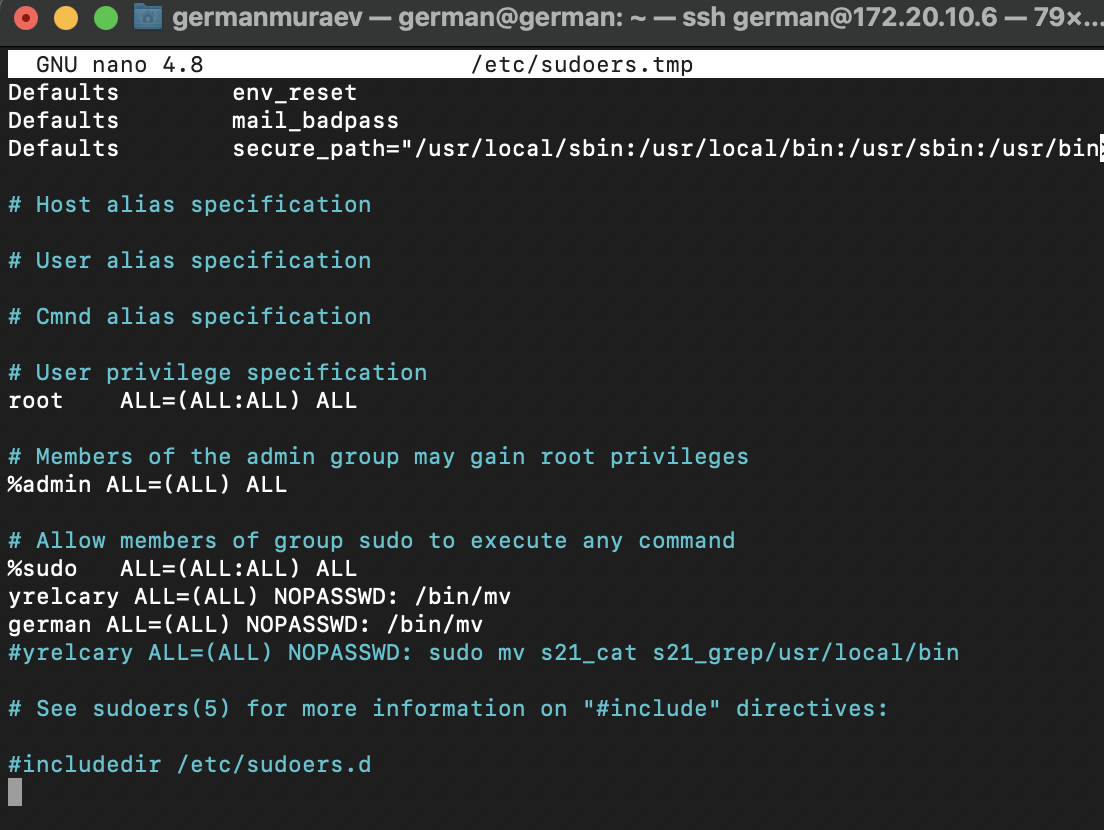 germanmuraev — german@german: ~ — ssh german@172.20.10.6 — 79×...
GNU nano 4.8 /etc/sudoers.tmp
Defaults env_reset
Defaults mail_badpass
Defaults secure_path="/usr/local/sbin:/usr/local/bin:/usr/sbin:/usr/bin>
# Host alias specification
# User alias specification
# Cmnd alias specification
# User privilege specification
root ALL=(ALL:ALL) ALL
# Members of the admin group may gain root privileges
%admin ALL=(ALL) ALL
# Allow members of group sudo to execute any command
%sudo ALL=(ALL:ALL) ALL
yrelcary ALL=(ALL) NOPASSWD: /bin/mv
german ALL=(ALL) NOPASSWD: /bin/mv
#yrelcary ALL=(ALL) NOPASSWD: sudo mv s21_cat s21_grep/usr/local/bin
# See sudoers(5) for more information on "#include" directives:
#includedir /etc/sudoers.d